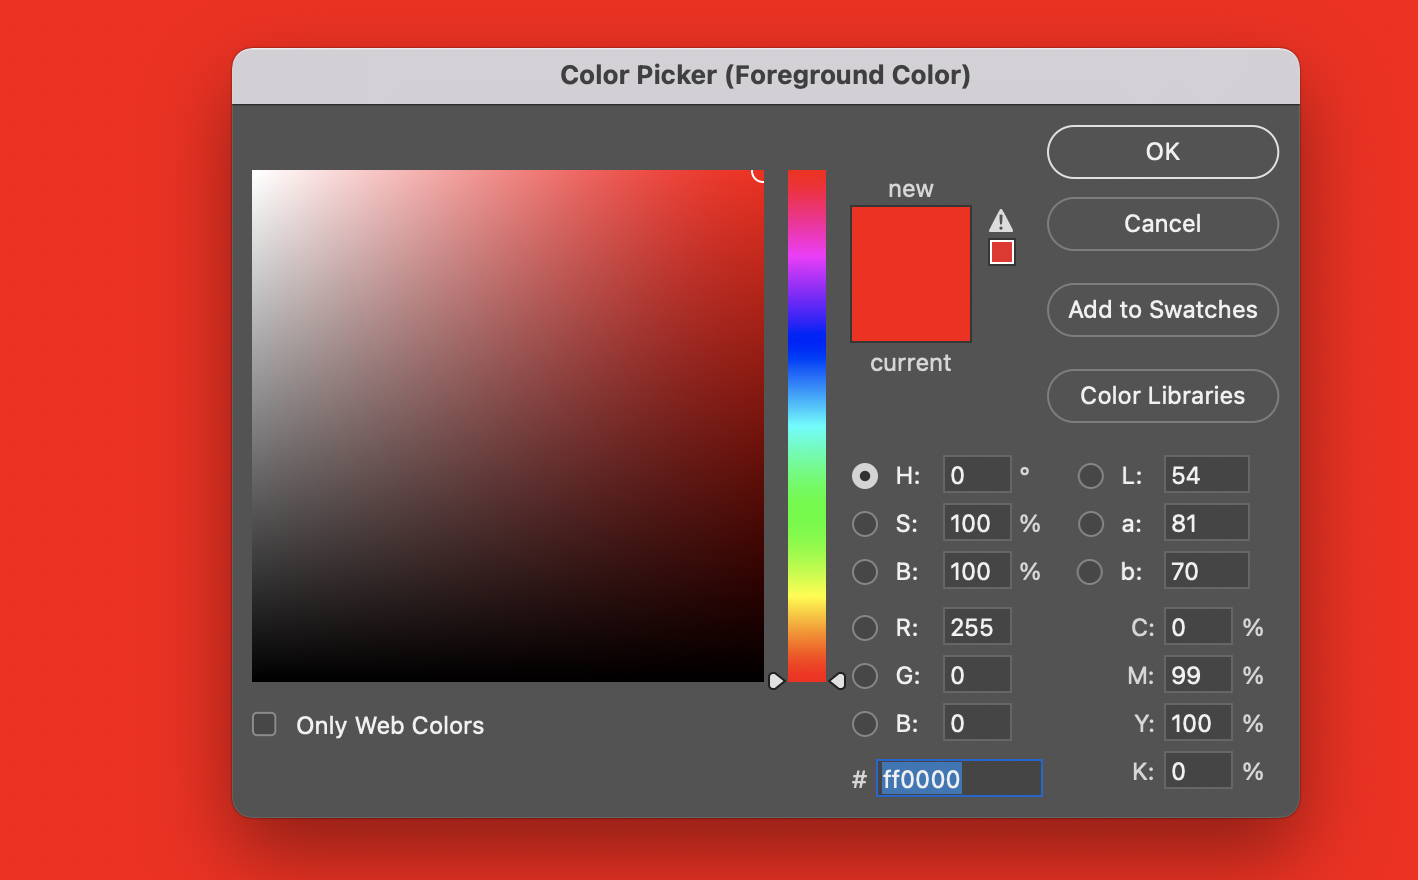 Color Picker (Foreground Color)
new
current
OK
Cancel
Add to Swatches
Color Libraries
H: 0 °
S: 100 %
B: 100 %
R: 255
G: 0
B: 0
# ff0000
L: 54
a: 81
b: 70
C: 0 %
M: 99 %
Y: 100 %
K: 0 %
Only Web Colors